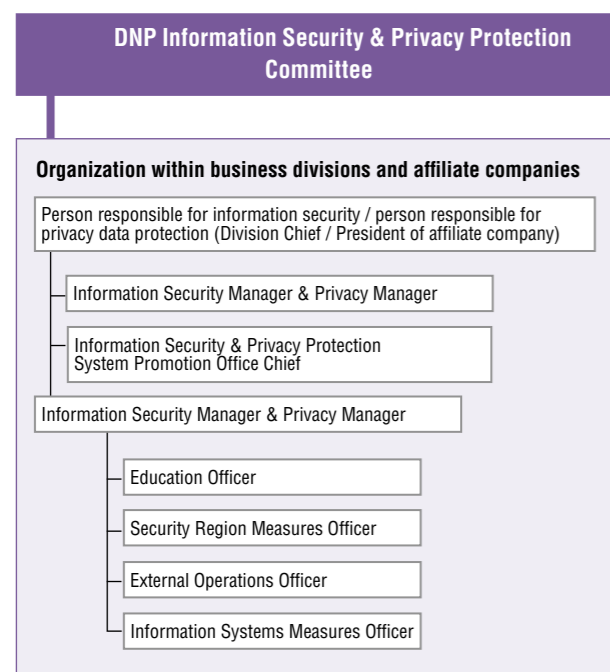 DNP Information Security & Privacy Protection
Committee
Organization within business divisions and affiliate companies
Person responsible for information security / person responsible for
privacy data protection (Division Chief / President of affiliate company)
Information Security Manager & Privacy Manager
Information Security & Privacy Protection
System Promotion Office Chief
Information Security Manager & Privacy Manager
Education Officer
Security Region Measures Officer
External Operations Officer
Information Systems Measures Officer